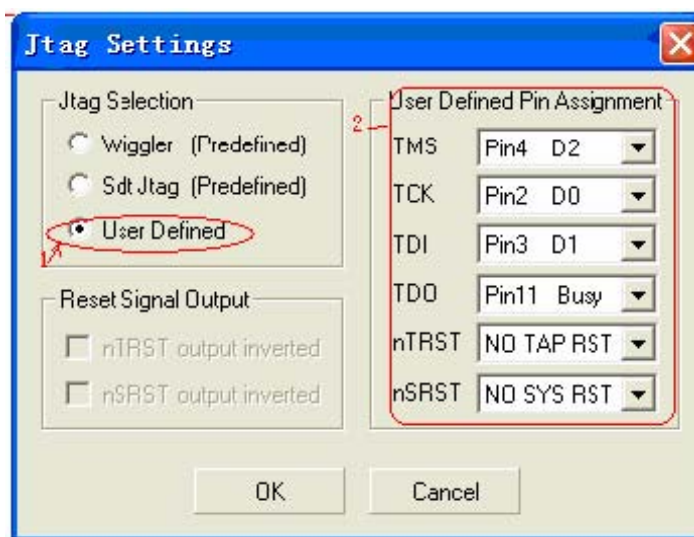 Jtag Settings
Jtag Selection
Wiggler (Predefined)
Sdt Jtag (Predefined)
User Defined
1
Reset Signal Output
nTRST output inverted
nSRST output inverted
User Defined Pin Assignment
2
TMS Pin4 D2
TCK Pin2 D0
TDI Pin3 D1
TDO Pin11 Busy
nTRST NO TAP RST
nSRST NO SYS RST
OK Cancel